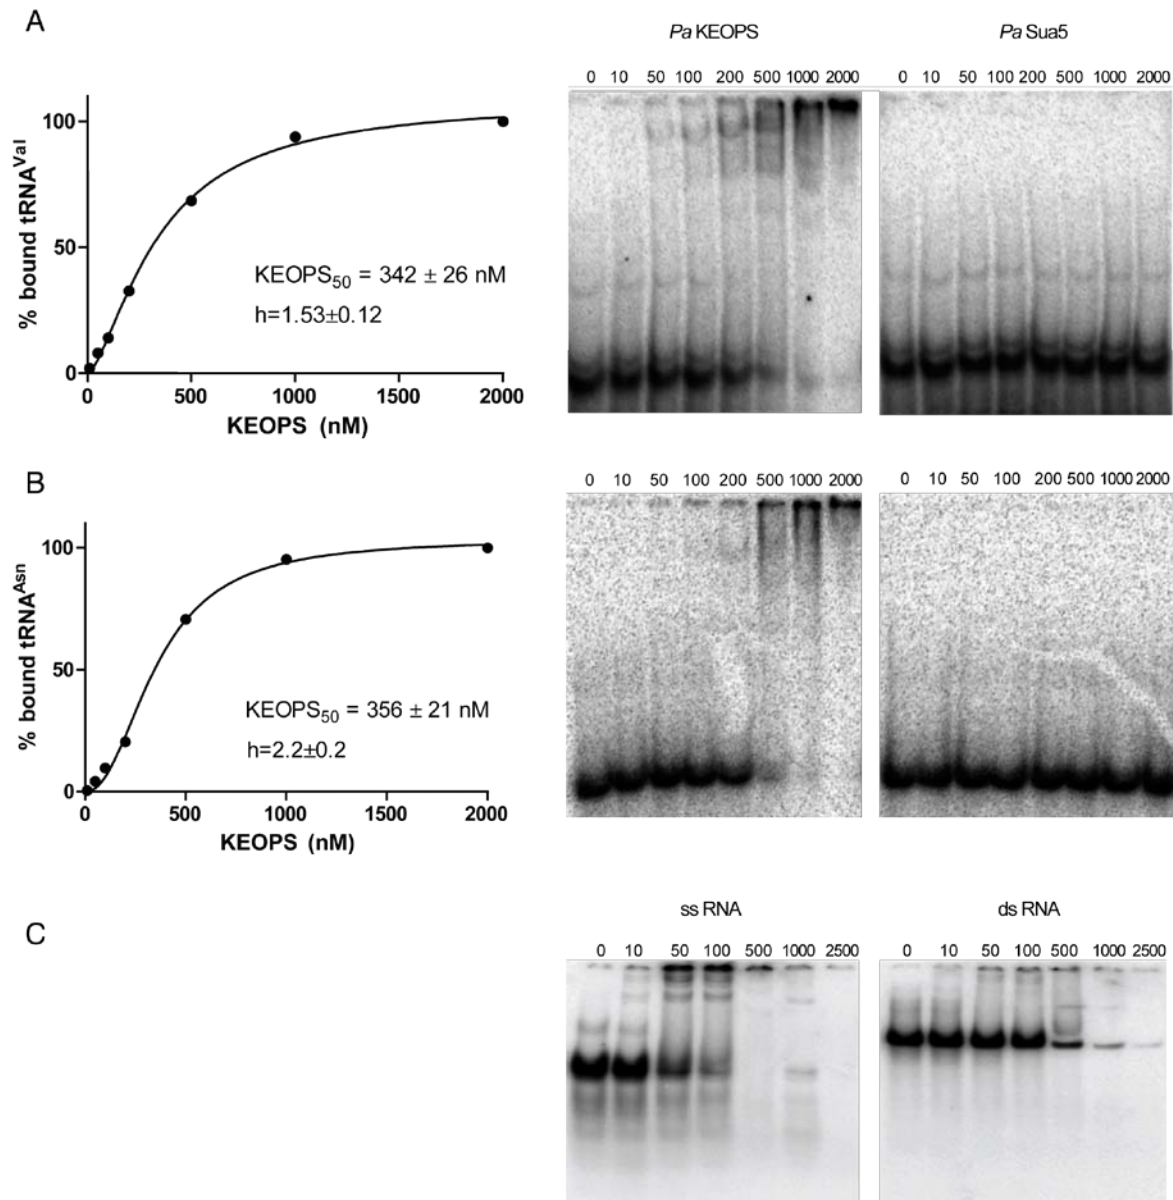 A
Pa KEOPS
Pa Sua5
0 10 50 100 200 500 1000 2000
0 10 50 100 200 500 1000 2000
% bound tRNA^Val
100
50
0
KEOPS₅₀ = 342 ± 26 nM
h=1.53±0.12
0 500 1000 1500 2000
KEOPS (nM)
B
0 10 50 100 200 500 1000 2000
0 10 50 100 200 500 1000 2000
% bound tRNA^Asn
100
50
0
KEOPS₅₀ = 356 ± 21 nM
h=2.2±0.2
0 500 1000 1500 2000
KEOPS (nM)
C
ss RNA
ds RNA
0 10 50 100 500 1000 2500
0 10 50 100 500 1000 2500